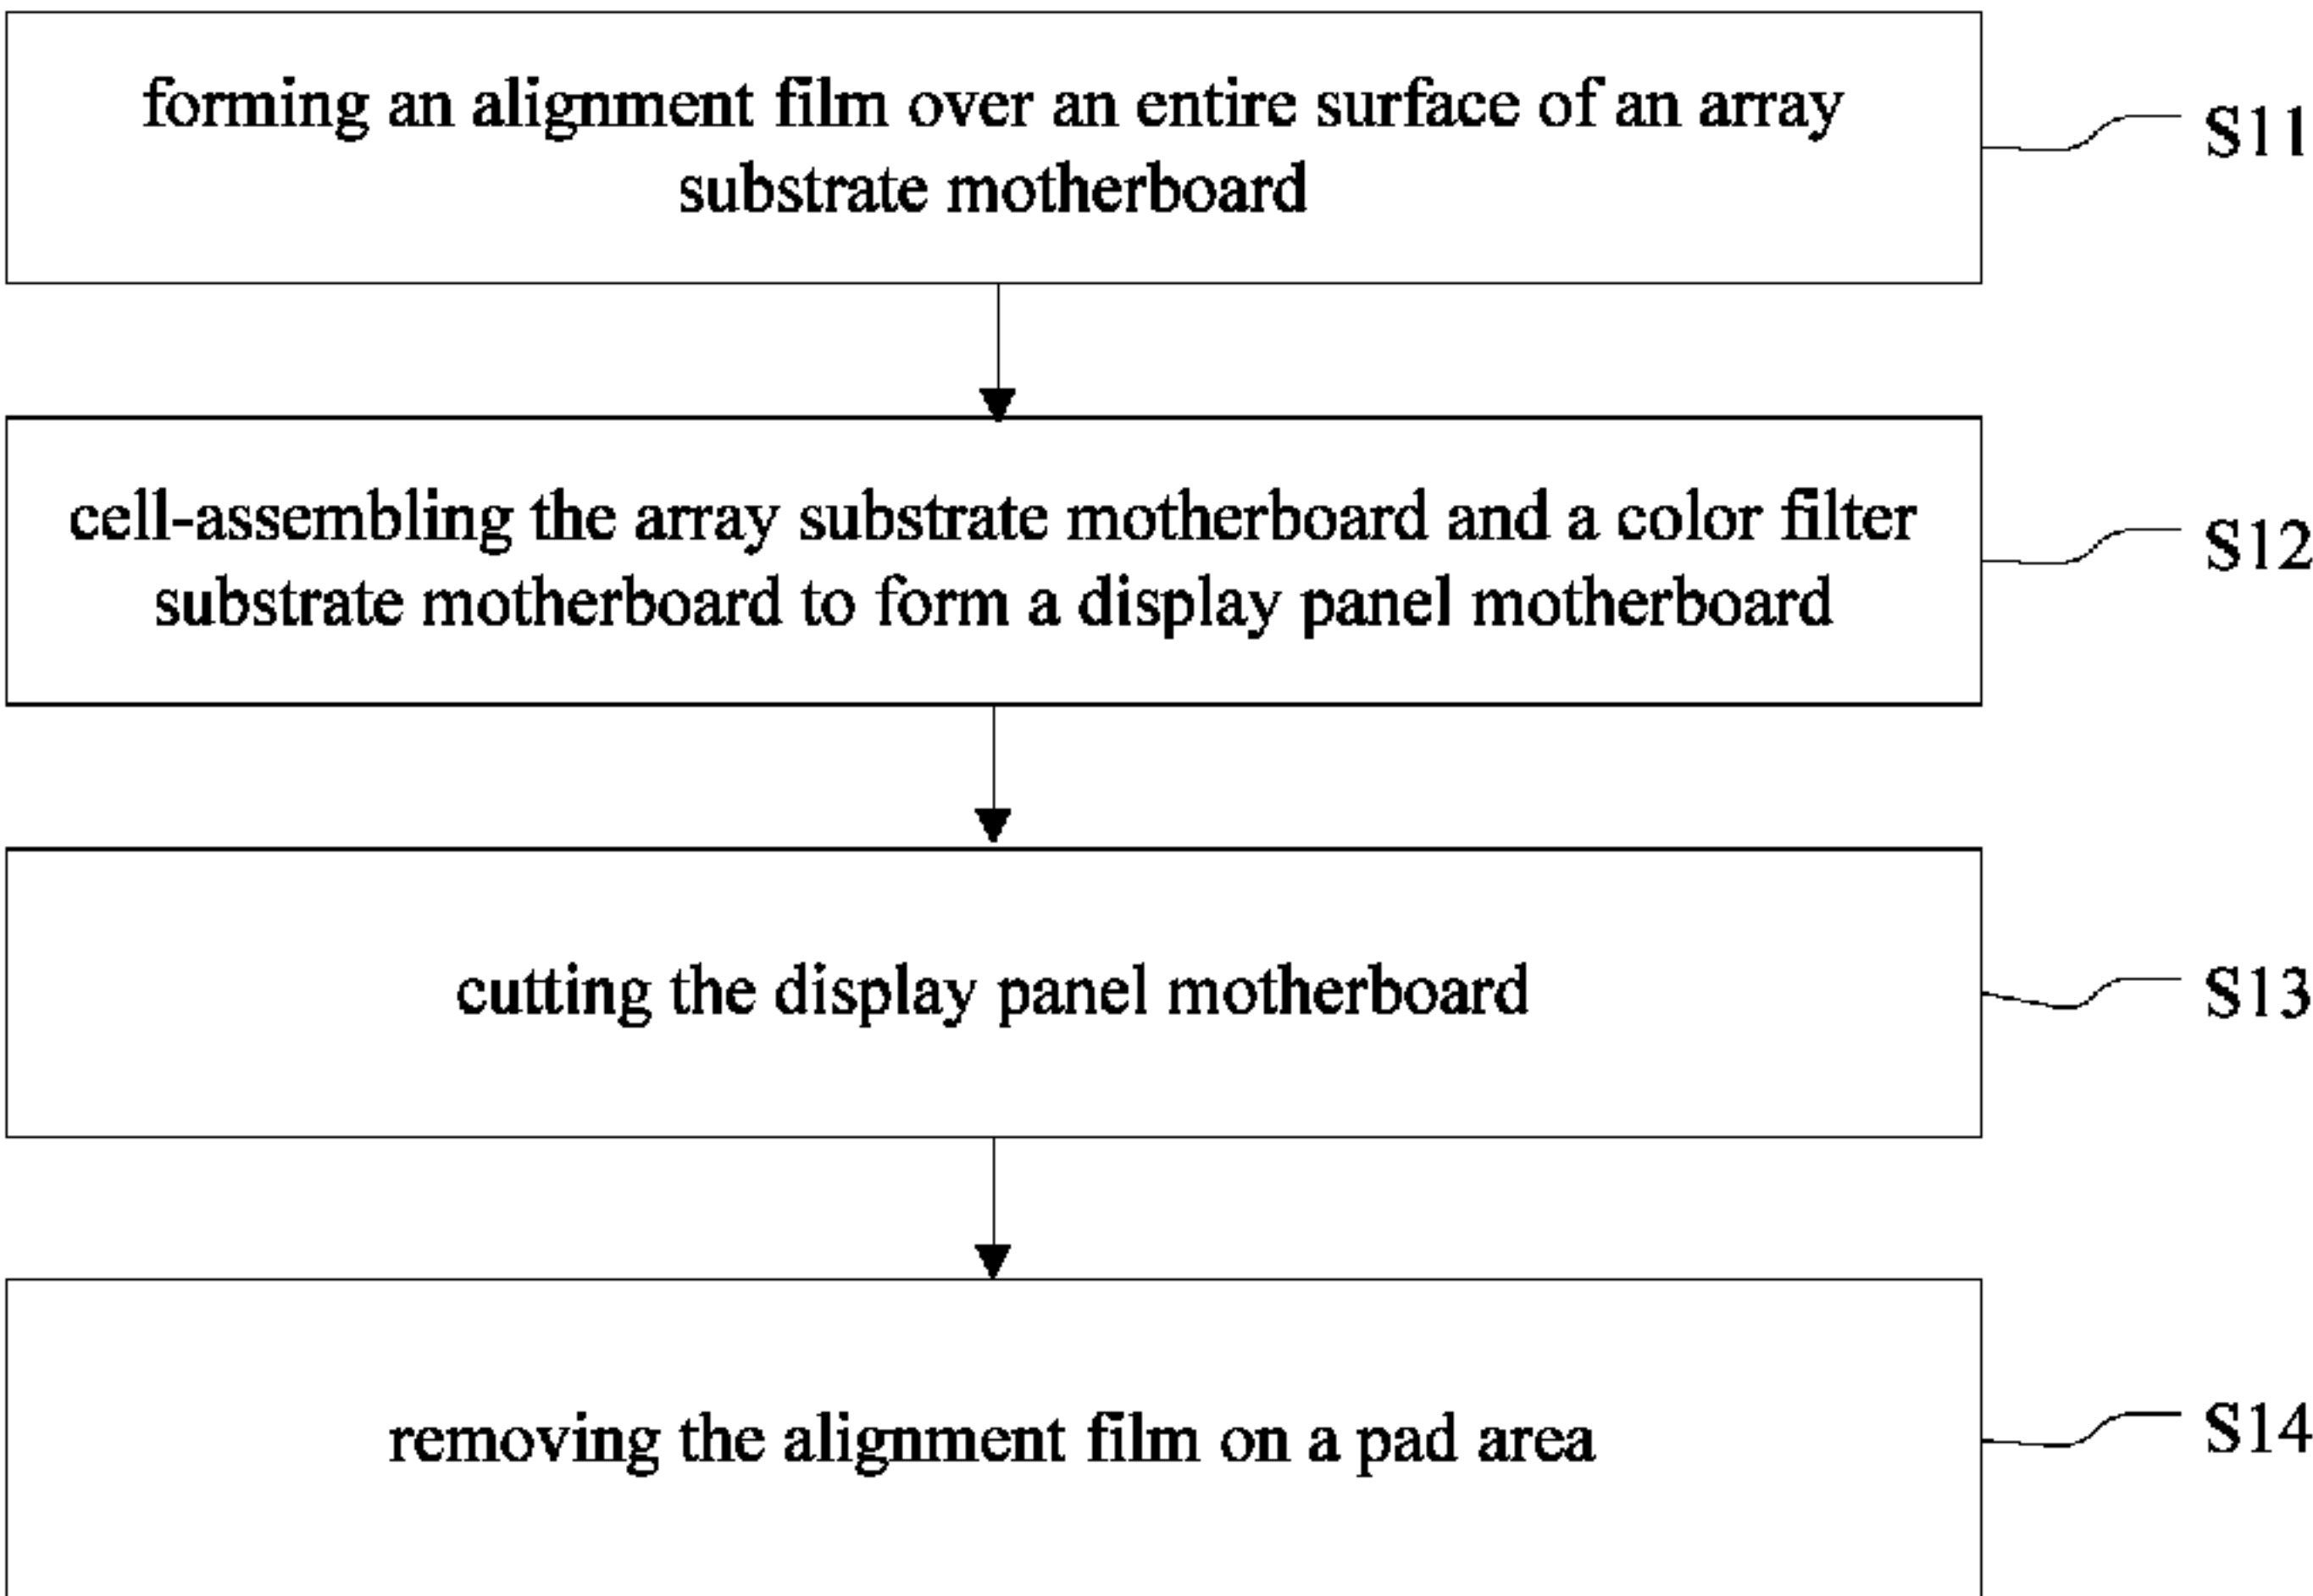 forming an alignment film over an entire surface of an array
substrate motherboard
S11
cell-assembling the array substrate motherboard and a color filter
substrate motherboard to form a display panel motherboard
S12
cutting the display panel motherboard
S13
removing the alignment film on a pad area
S14